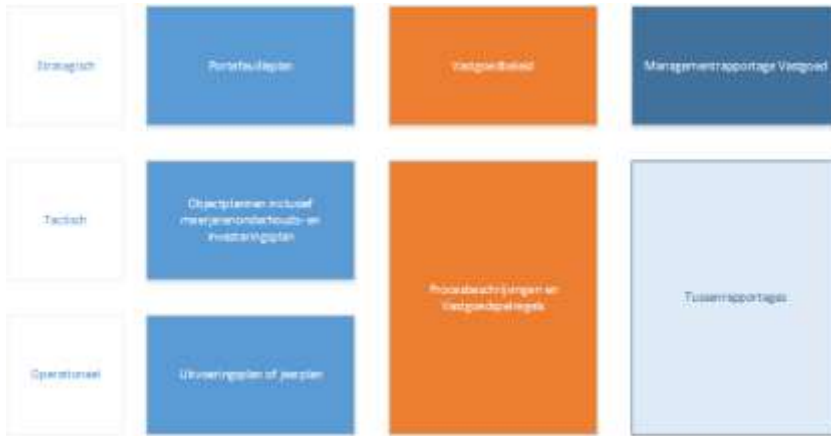 Strategisch
Portefeuilleplan
Vastgoedbeleid
Managementrapportage Vastgoed
Tactisch
Objectplannen inclusief
meerjarenonderhouds- en
investeringsplan
Procesbeschrijvingen en
Vastgoedspelregels
Tussenrapportages
Operationeel
Uitvoeringsplan of jaarplan